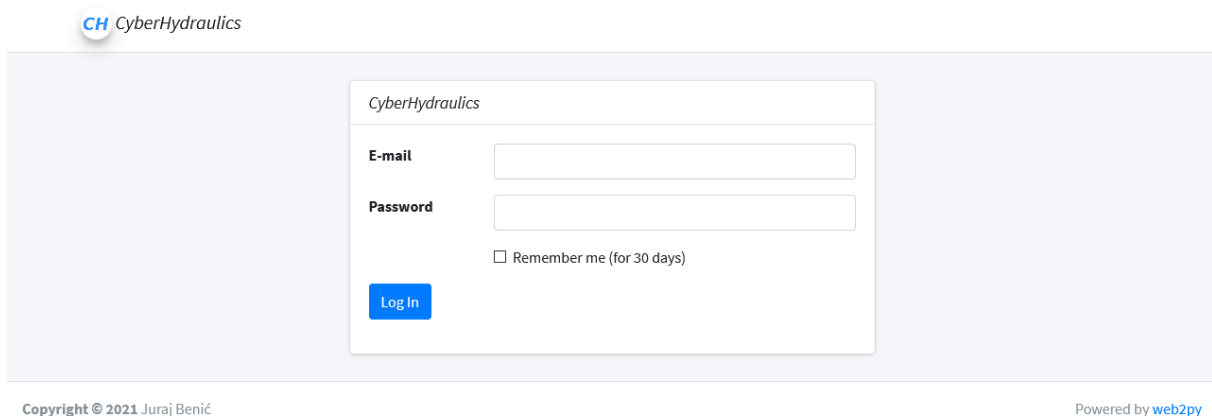 CH CyberHydraulics
CyberHydraulics
E-mail
Password
Remember me (for 30 days)
Log In
Copyright © 2021 Juraj Benić
Powered by web2py